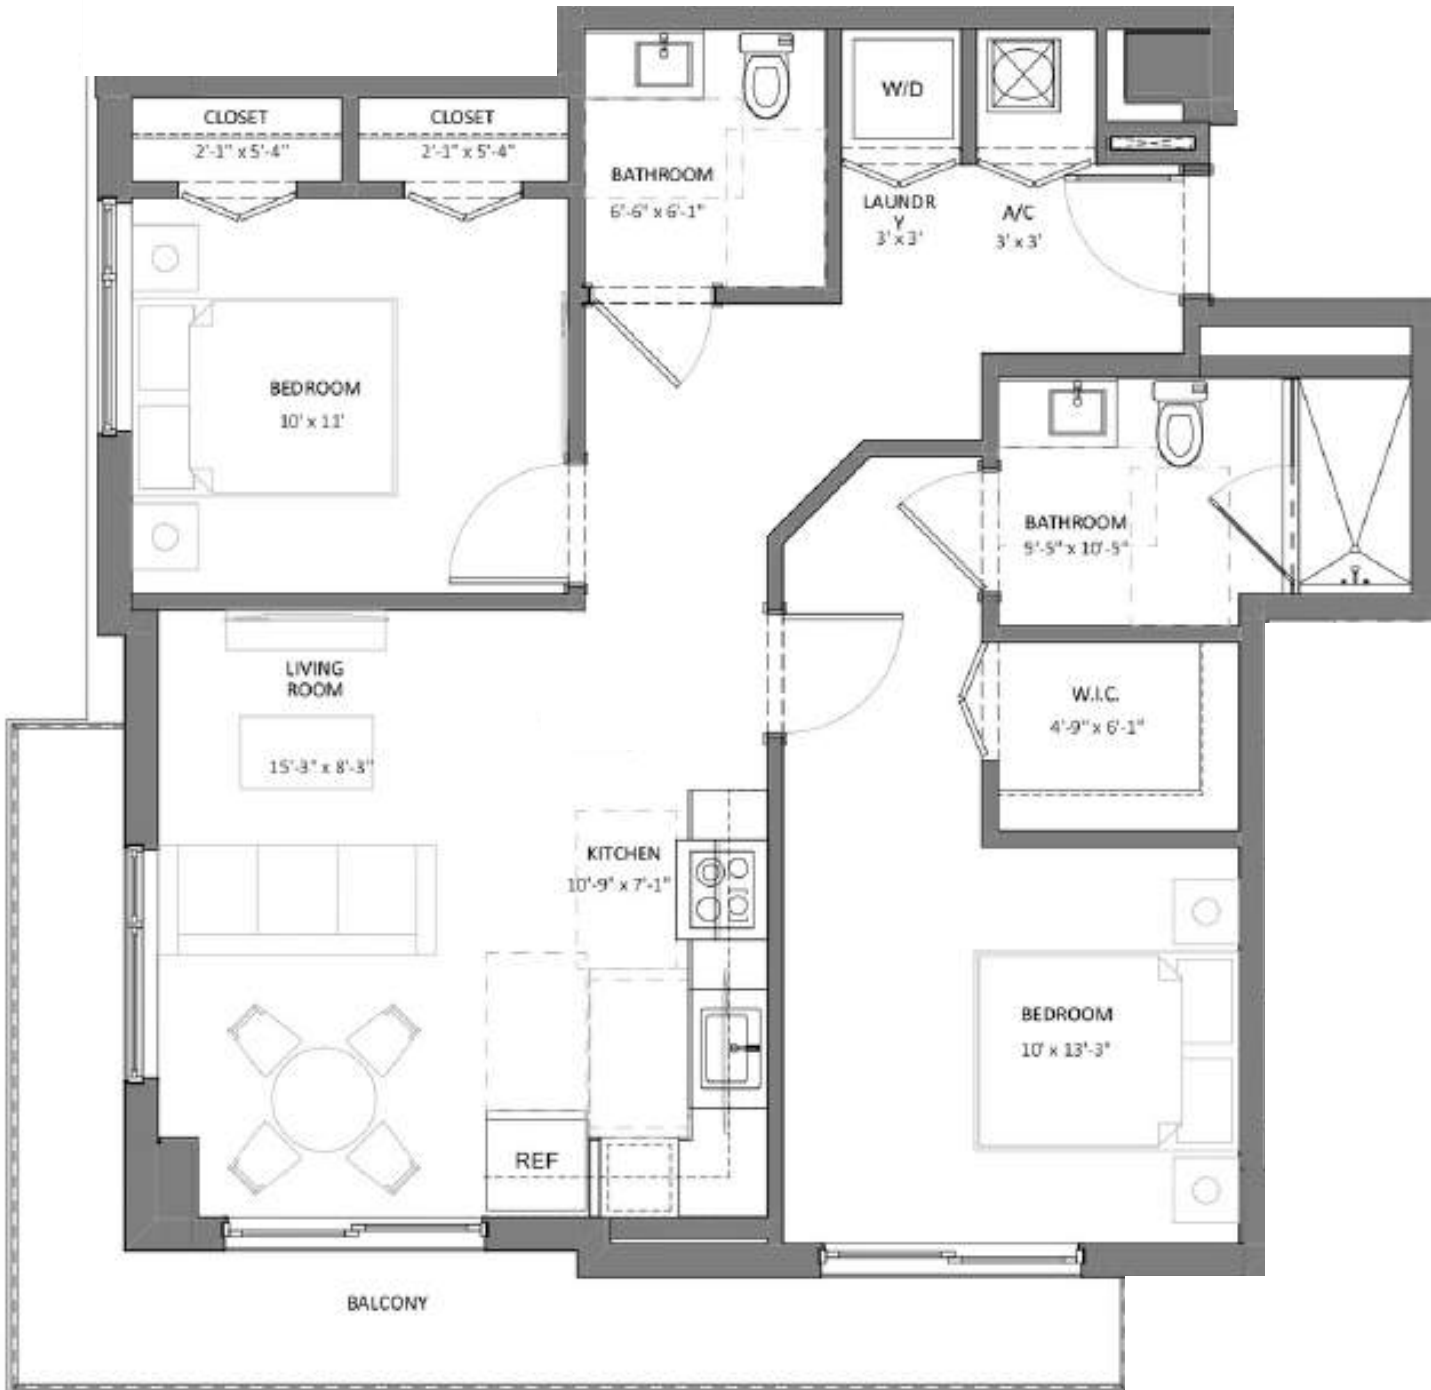 CLOSET
2'-1" x 5'-4"
CLOSET
2'-1" x 5'-4"
BATHROOM
6'-6" x 6'-1"
W/D
LAUNDR
Y
3' x 3'
A/C
3' x 3'
BEDROOM
10' x 11'
BATHROOM
9'-5" x 10'-5"
LIVING
ROOM
15'-3" x 8'-3"
W.I.C.
4'-9" x 6'-1"
KITCHEN
10'-9" x 7'-1"
BEDROOM
10' x 13'-3"
REF
BALCONY